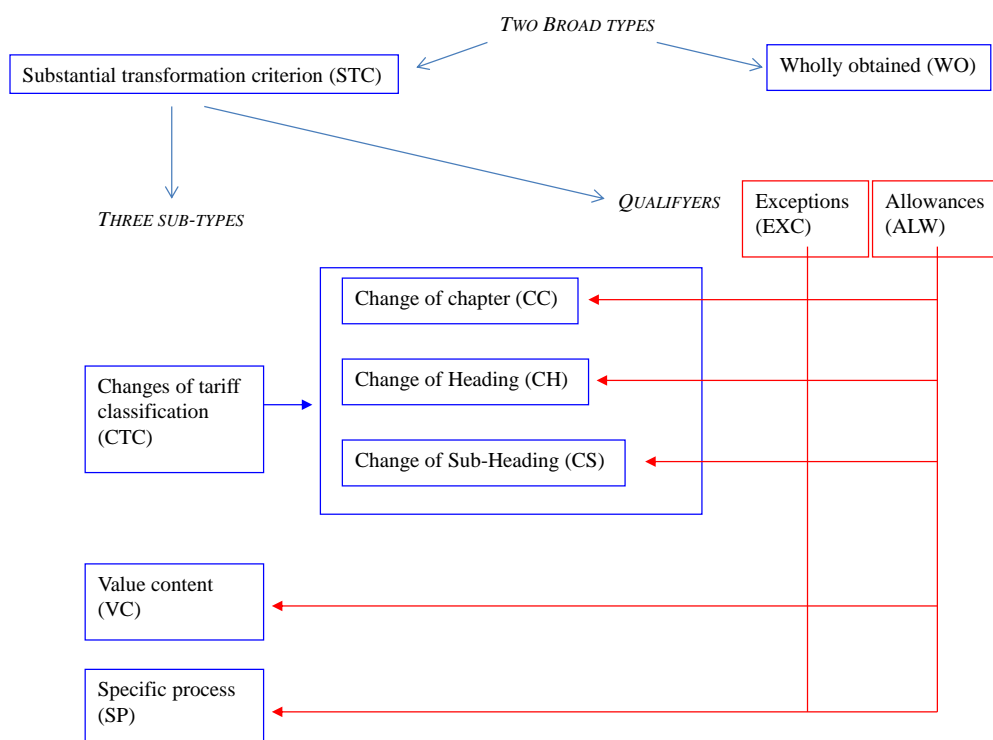 TWO BROAD TYPES
Substantial transformation criterion (STC)
Wholly obtained (WO)
THREE SUB-TYPES
QUALIFYERS
Exceptions
(EXC)
Allowances
(ALW)
Change of chapter (CC)
Changes of tariff
classification
(CTC)
Change of Heading (CH)
Change of Sub-Heading (CS)
Value content
(VC)
Specific process
(SP)